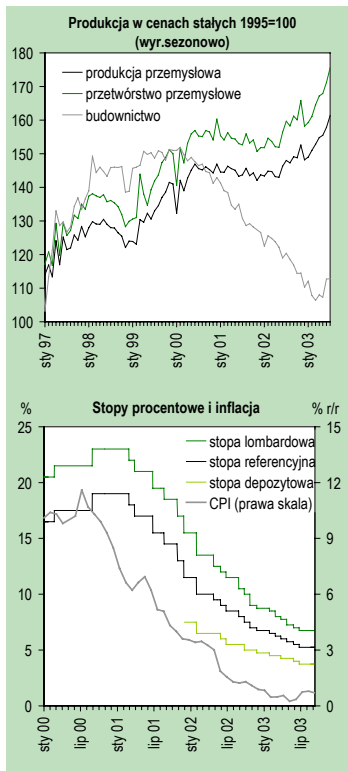 Produkcja w cenach stałych 1995=100
(wyr.sezonowo)
180
170
160
150
140
130
120
110
100
produkcja przemysłowa
przetwórstwo przemysłowe
budownictwo
sty 97
sty 98
sty 99
sty 00
sty 01
sty 02
sty 03
% Stopy procentowe i inflacja % r/r
25
20
15
10
5
0
15
12
9
6
3
0
stopa lombardowa
stopa referencyjna
stopa depozytowa
CPI (prawa skala)
sty 00
lip 00
sty 01
lip 01
sty 02
lip 02
sty 03
lip 03